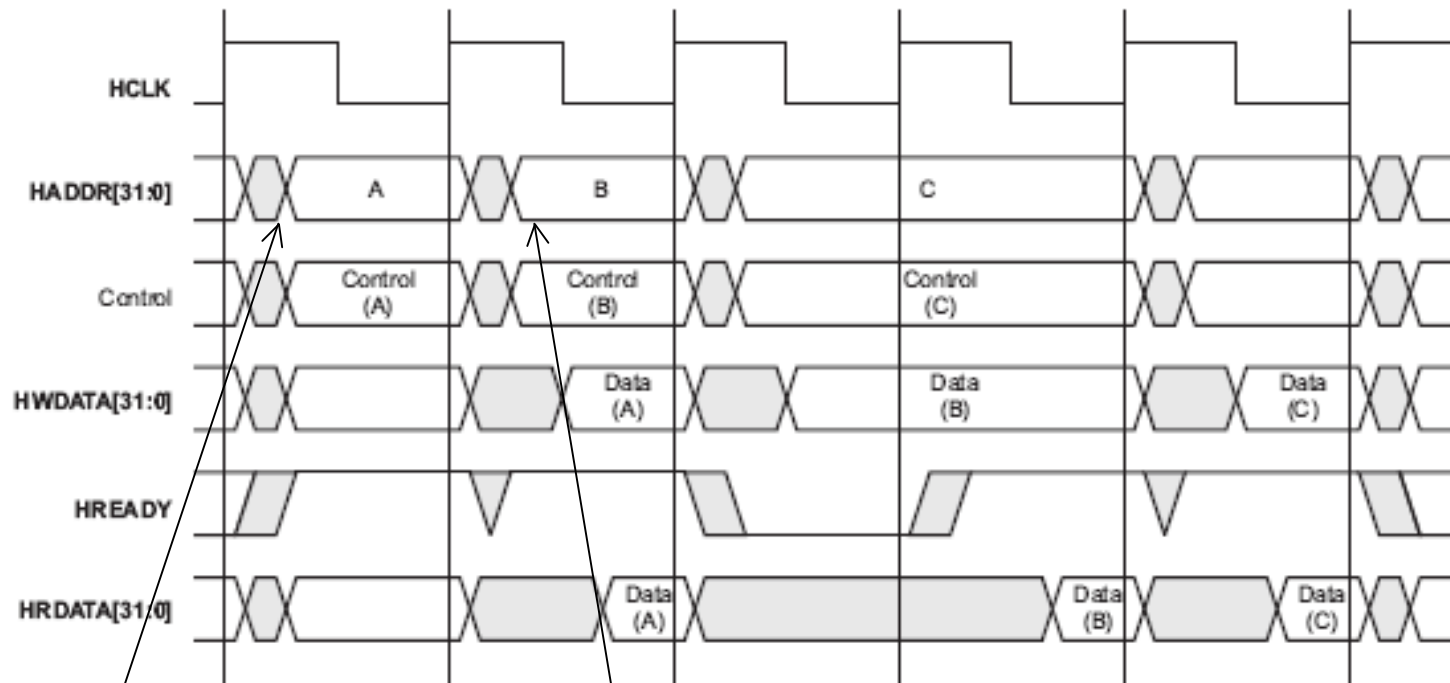 HCLK
HADDR[31:0]
A
B
C
Control
Control
(A)
Control
(B)
Control
(C)
HWDATA[31:0]
Data
(A)
Data
(B)
Data
(C)
HREADY
HRDATA[31:0]
Data
(A)
Data
(B)
Data
(C)